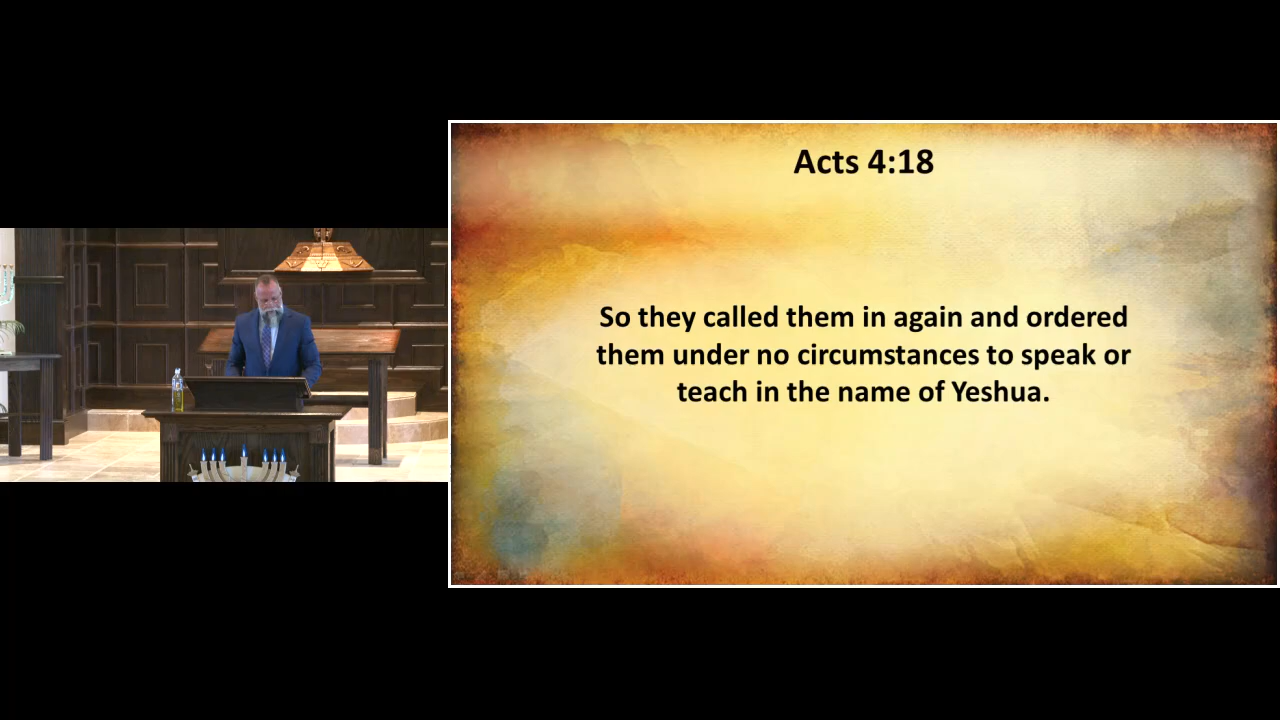 Acts 4:18
So they called them in again and ordered
them under no circumstances to speak or
teach in the name of Yeshua.